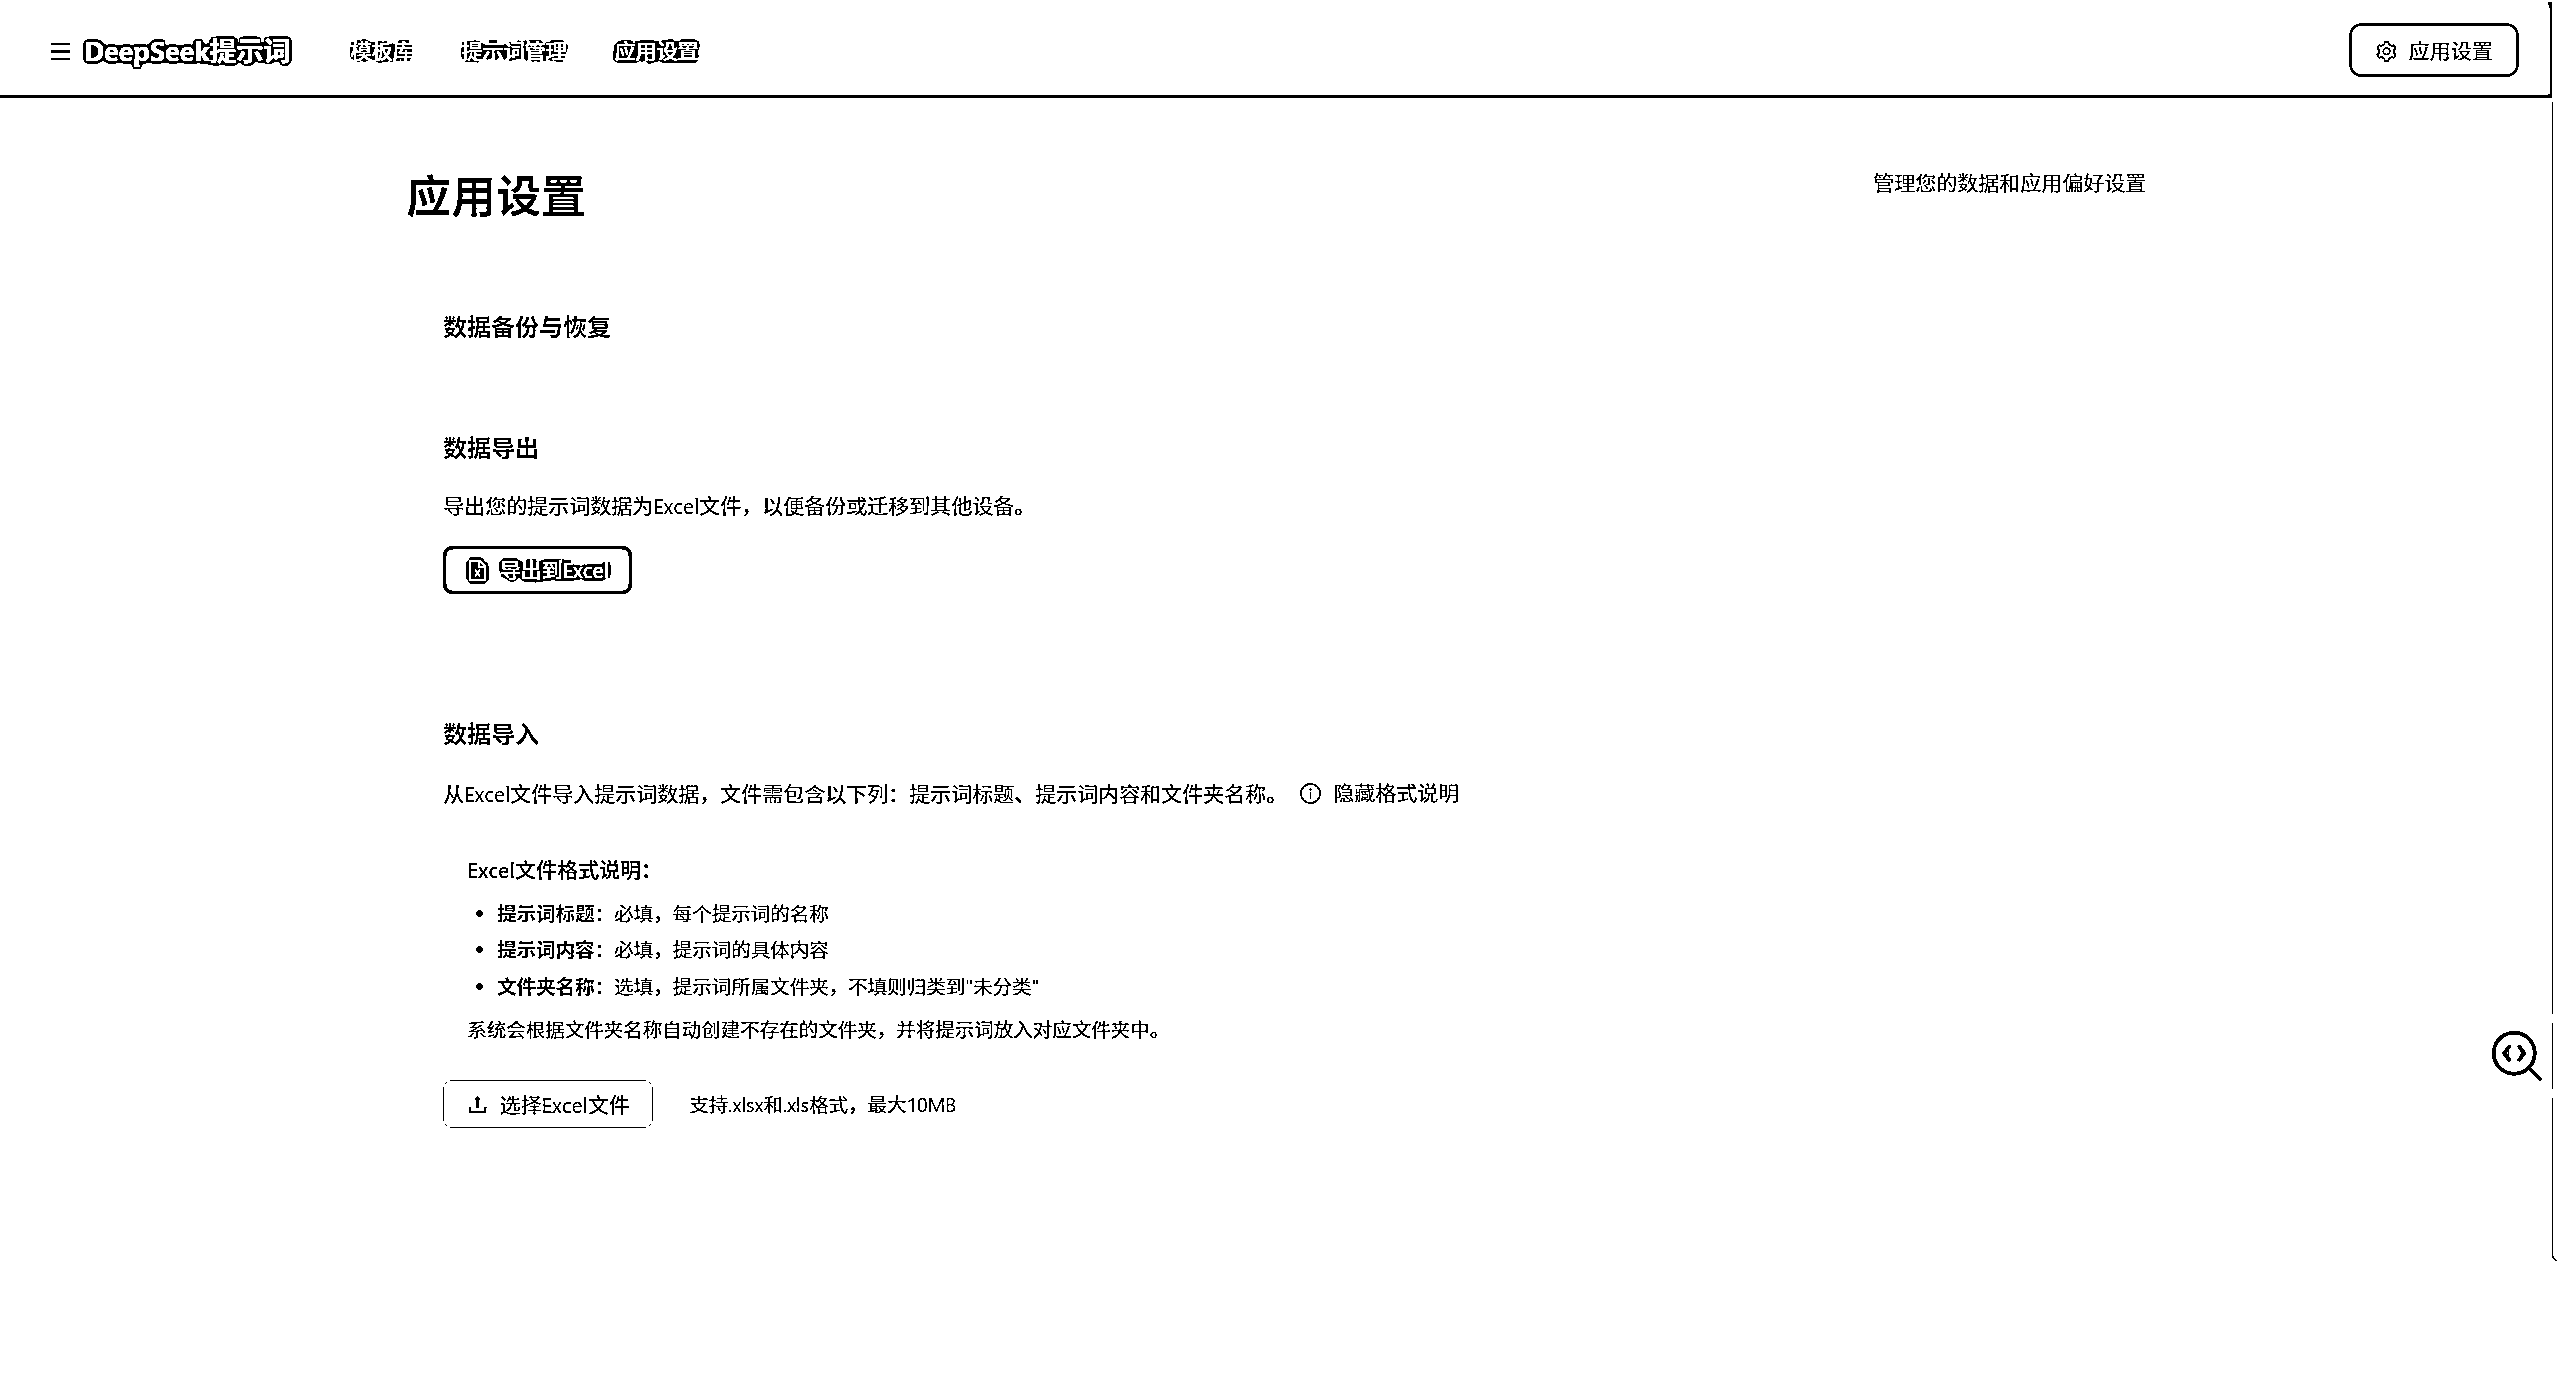 DeepSeek提示词 模板库 提示词管理 应用设置 应用设置
应用设置 管理您的数据和应用偏好设置
数据备份与恢复
数据导出
导出您的提示词数据为Excel文件，以便备份或迁移到其他设备。
导出到Excel
数据导入
从Excel文件导入提示词数据，文件需包含以下列：提示词标题、提示词内容和文件夹名称。 隐藏格式说明
Excel文件格式说明：
• 提示词标题：必填，每个提示词的名称
• 提示词内容：必填，提示词的具体内容
• 文件夹名称：选填，提示词所属文件夹，不填则归类到"未分类"
系统会根据文件夹名称自动创建不存在的文件夹，并将提示词放入对应文件夹中。
选择Excel文件 支持.xlsx和.xls格式，最大10MB